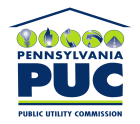 PENNSYLVANIA
PUC
PUBLIC UTILITY COMMISSION